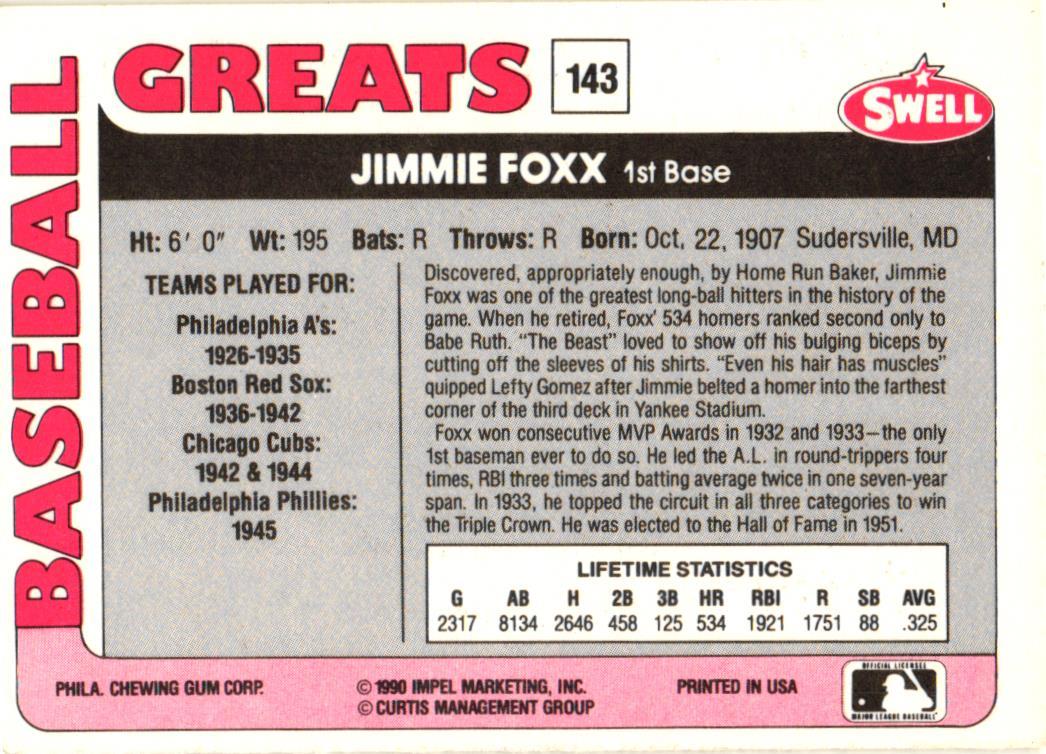 BASEBALL GREATS
143
SWELL
JIMMIE FOXX 1st Base
Ht: 6' 0" Wt: 195 Bats: R Throws: R Born: Oct. 22, 1907 Sudersville, MD
TEAMS PLAYED FOR:
Philadelphia A's:
1926-1935
Boston Red Sox:
1936-1942
Chicago Cubs:
1942 & 1944
Philadelphia Phillies:
1945
Discovered, appropriately enough, by Home Run Baker, Jimmie
Foxx was one of the greatest long-ball hitters in the history of the
game. When he retired, Foxx' 534 homers ranked second only to
Babe Ruth. "The Beast" loved to show off his bulging biceps by
cutting off the sleeves of his shirts. "Even his hair has muscles"
quipped Lefty Gomez after Jimmie belted a homer into the farthest
corner of the third deck in Yankee Stadium.
Foxx won consecutive MVP Awards in 1932 and 1933—the only
1st baseman ever to do so. He led the A.L. in round-trippers four
times, RBI three times and batting average twice in one seven-year
span. In 1933, he topped the circuit in all three categories to win
the Triple Crown. He was elected to the Hall of Fame in 1951.
LIFETIME STATISTICS
G AB H 2B 3B HR RBI R SB AVG
2317 8134 2646 458 125 534 1921 1751 88 .325
PHILA. CHEWING GUM CORP.
© 1990 IMPEL MARKETING, INC.
© CURTIS MANAGEMENT GROUP
PRINTED IN USA
OFFICIAL LICENSEE
MAJOR LEAGUE BASEBALL